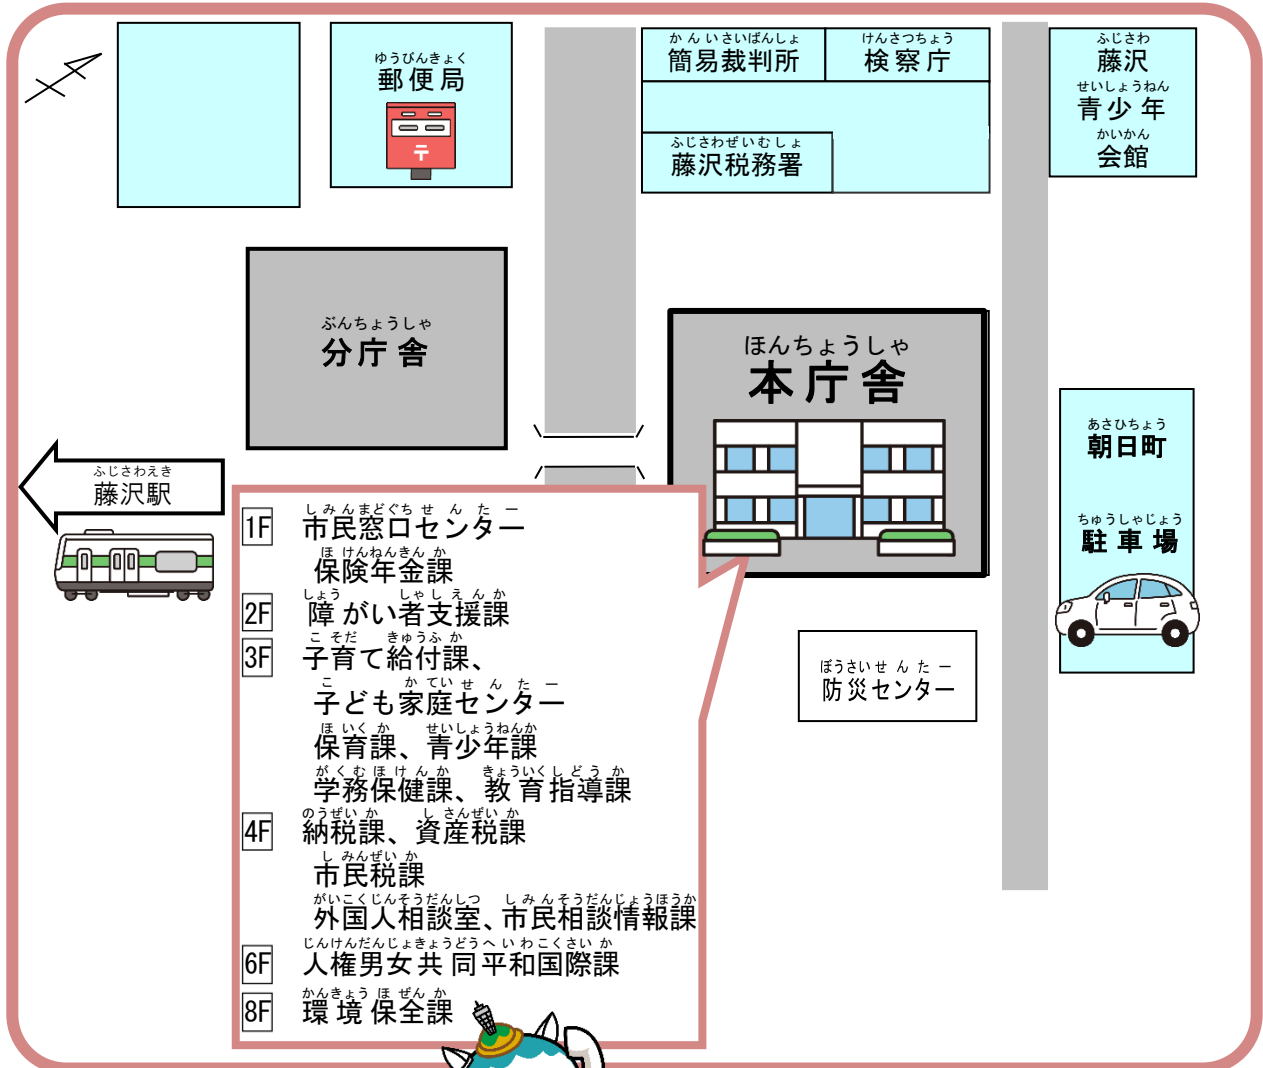 ゆうびんきょく
郵便局
〒
かんいさいばんしょ
簡易裁判所
けんさつちょう
検察庁
ふじさわぜいむしょ
藤沢税務署
ふじさわ
藤沢
せいしょうねん
青少年
かいかん
会館
ぶんちょうしゃ
分庁舎
ほんちょうしゃ
本庁舎
あさひちょう
朝日町
ちゅうしゃじょう
駐車場
ふじさわえき
藤沢駅
ぼうさいせんたー
防災センター
しみんまどぐちせんたー
1F 市民窓口センター
ほけんねんきんか
保険年金課
しょう しゃしえんか
2F 障がい者支援課
こそだ きゅうふか
3F 子育て給付課、
こ かていせんたー
子ども家庭センター
ほいくか せいしょうねんか
保育課、青少年課
がくむほけんか きょういくしどうか
学務保健課、教育指導課
のうぜいか しさんぜいか
4F 納税課、資産税課
しみんぜいか
市民税課
がいこくじんそうだんしつ しみんそうだんじょうほうか
外国人相談室、市民相談情報課
じんけんだんじょきょうどうへいわこくさいか
6F 人権男女共同平和国際課
かんきょうほぜんか
8F 環境保全課